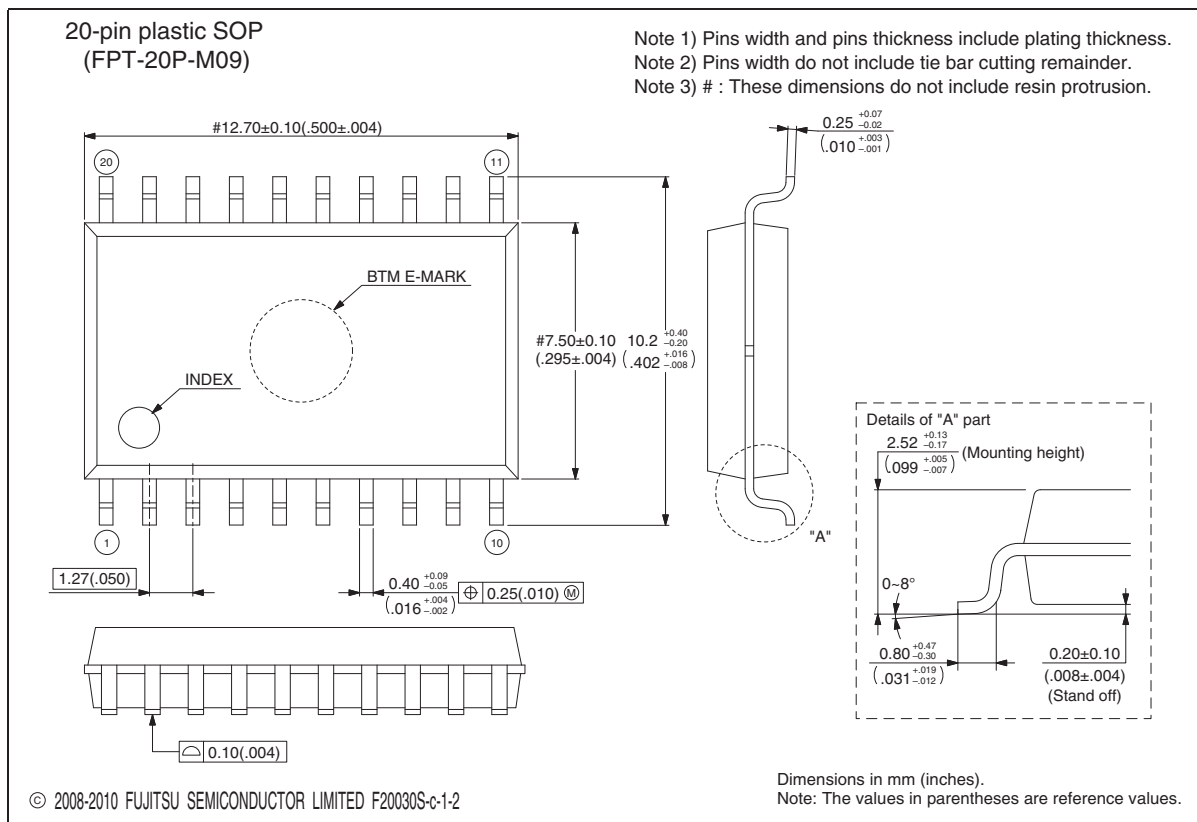 20-pin plastic SOP
(FPT-20P-M09)
Note 1) Pins width and pins thickness include plating thickness.
Note 2) Pins width do not include tie bar cutting remainder.
Note 3) # : These dimensions do not include resin protrusion.
#12.70±0.10(.500±.004)
0.25 +0.07 –0.02
(.010 +.003 –.001)
20
11
BTM E-MARK
#7.50±0.10
(.295±.004)
10.2 +0.40 –0.20
(.402 +.016 –.008)
INDEX
1
10
"A"
1.27(.050)
0.40 +0.09 –0.05
(.016 +.004 –.002)
⌖ 0.25(.010) Ⓜ
Details of "A" part
2.52 +0.13 –0.17
(.099 +.005 –.007)
(Mounting height)
0~8°
0.80 +0.47 –0.30
(.031 +.019 –.012)
0.20±0.10
(.008±.004)
(Stand off)
⌓ 0.10(.004)
© 2008-2010 FUJITSU SEMICONDUCTOR LIMITED F20030S-c-1-2
Dimensions in mm (inches).
Note: The values in parentheses are reference values.